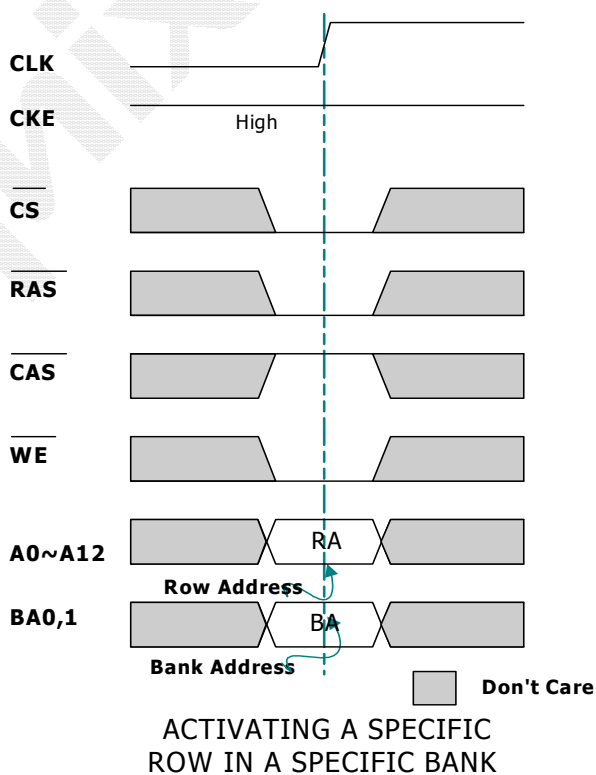 CLK
CKE
High
CS
RAS
CAS
WE
A0~A12
RA
Row Address
BA0,1
BA
Bank Address
Don't Care
ACTIVATING A SPECIFIC
ROW IN A SPECIFIC BANK